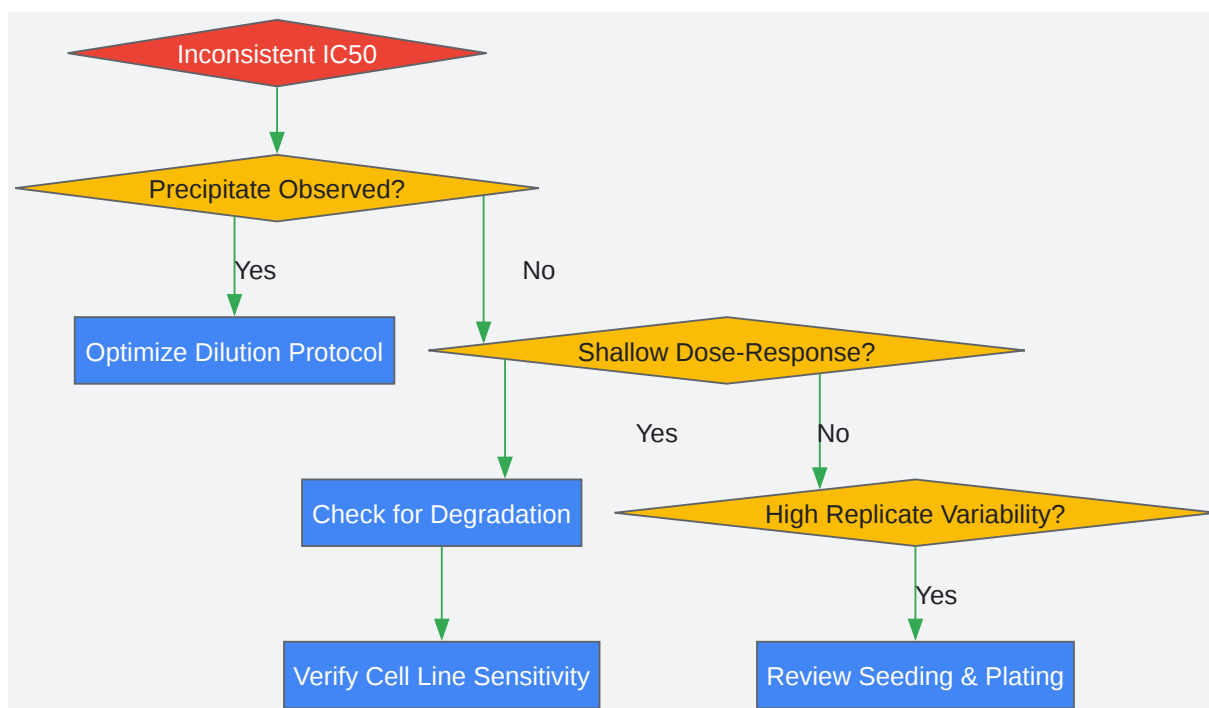 Inconsistent IC50
Precipitate Observed?
Yes
No
Optimize Dilution Protocol
Shallow Dose-Response?
Yes
No
Check for Degradation
High Replicate Variability?
Yes
Verify Cell Line Sensitivity
Review Seeding & Plating